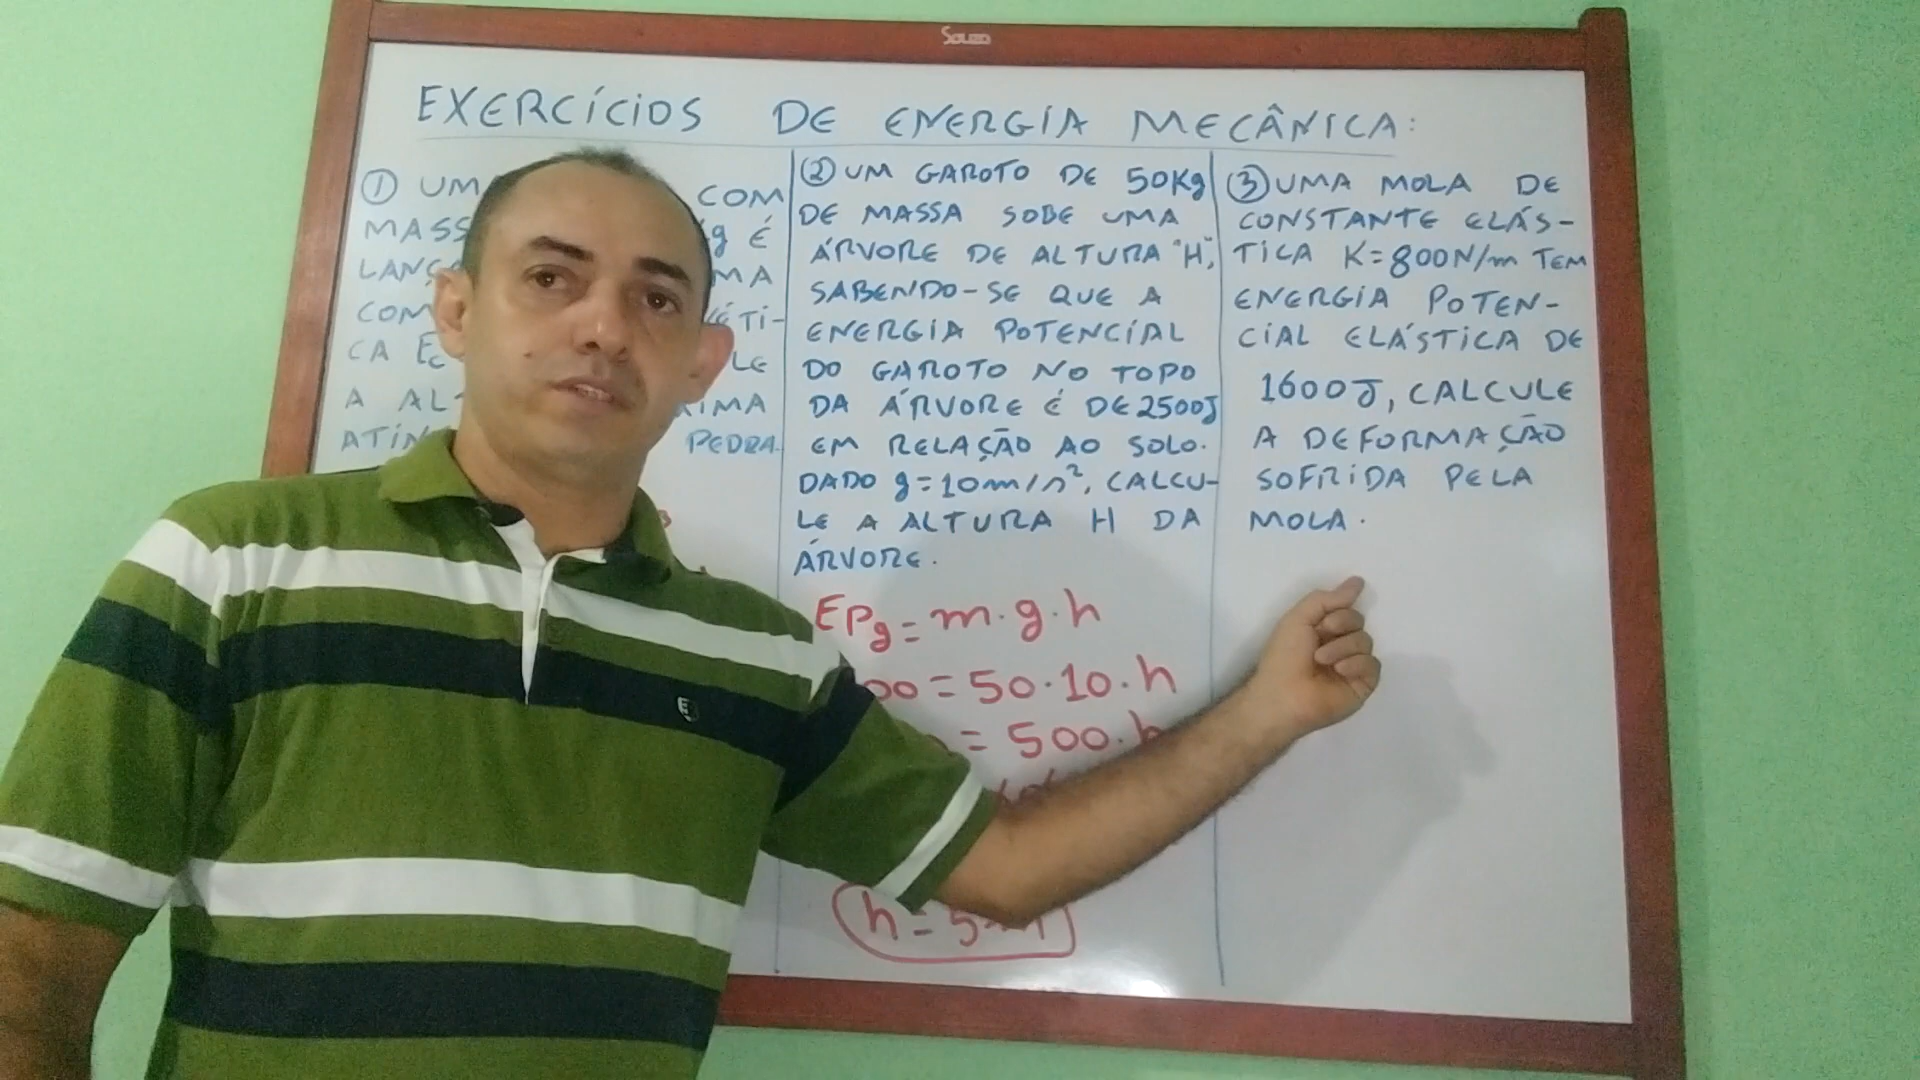 Souza
EXERCÍCIOS DE ENERGIA MECÂNICA:
① UM COM
MASS g É
LANÇ MA
COM ÉTI-
CA Ec LE
A AL XIMA
ATIN PEDRA.
② UM GAROTO DE 50Kg
DE MASSA SOBE UMA
ÁRVORE DE ALTURA "H",
SABENDO-SE QUE A
ENERGIA POTENCIAL
DO GAROTO NO TOPO
DA ÁRVORE É DE 2500J
EM RELAÇÃO AO SOLO.
DADO g=10m/s², CALCU-
LE A ALTURA H DA
ÁRVORE.
EPg = m.g.h
00 = 50.10.h
= 500.h
h = 5m
③ UMA MOLA DE
CONSTANTE ELÁS-
TICA K=800N/m TEM
ENERGIA POTEN-
CIAL ELÁSTICA DE
1600J, CALCULE
A DEFORMAÇÃO
SOFRIDA PELA
MOLA.